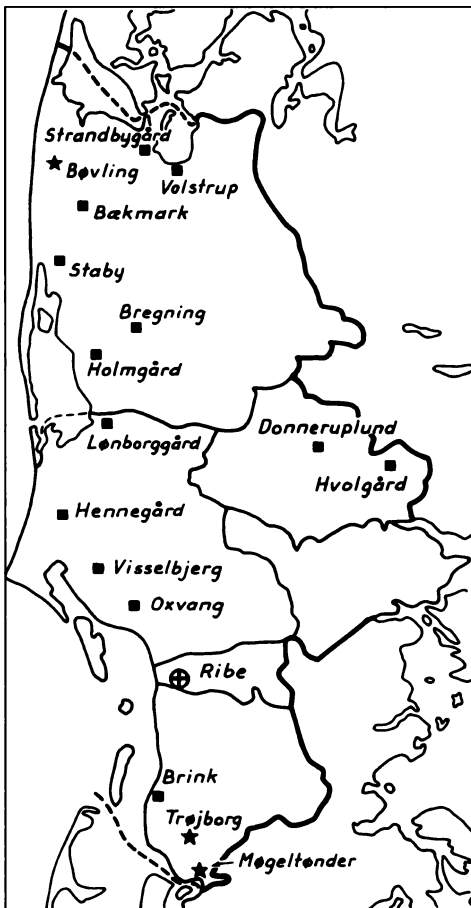 Strandbygård
Bøvling
Volstrup
Bækmark
Staby
Bregning
Holmgård
Lønborggård
Donneruplund
Hvolgård
Hennegård
Visselbjerg
Oxvang
Ribe
Brink
Trøjborg
Møgeltønder